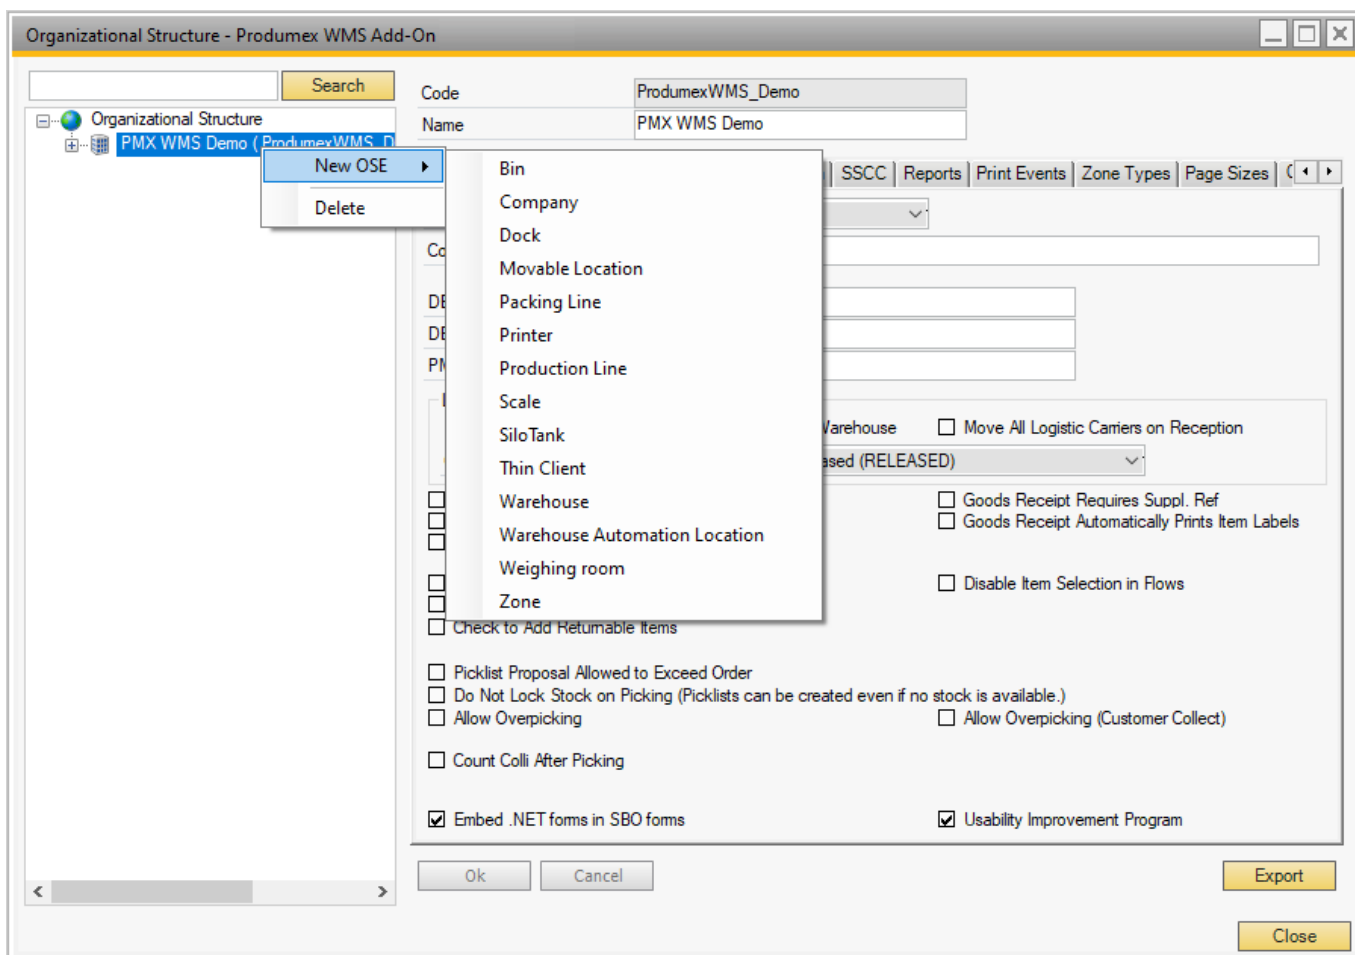 Organizational Structure - Produmex WMS Add-On
Search
Organizational Structure
PMX WMS Demo ( ProdumexWMS_D
New OSE
Delete
Bin
Company
Dock
Movable Location
Packing Line
Printer
Production Line
Scale
SiloTank
Thin Client
Warehouse
Warehouse Automation Location
Weighing room
Zone
Code ProdumexWMS_Demo
Name PMX WMS Demo
SSCC Reports Print Events Zone Types Page Sizes
Move All Logistic Carriers on Reception
(RELEASED)
Goods Receipt Requires Suppl. Ref
Goods Receipt Automatically Prints Item Labels
Disable Item Selection in Flows
Check to Add Returnable Items
Picklist Proposal Allowed to Exceed Order
Do Not Lock Stock on Picking (Picklists can be created even if no stock is available.)
Allow Overpicking Allow Overpicking (Customer Collect)
Count Colli After Picking
Embed .NET forms in SBO forms Usability Improvement Program
Ok Cancel Export
Close